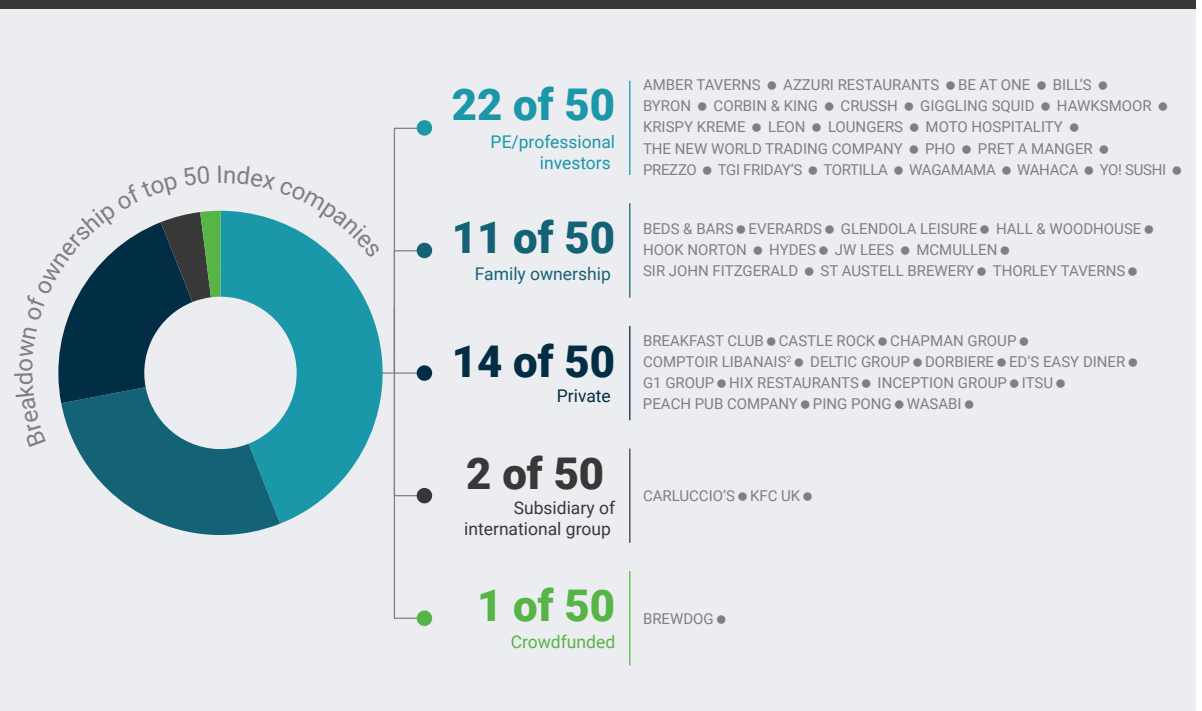 Breakdown of ownership of top 50 Index companies
22 of 50
PE/professional
investors
AMBER TAVERNS ● AZZURI RESTAURANTS ● BE AT ONE ● BILL'S ●
BYRON ● CORBIN & KING ● CRUSSH ● GIGGLING SQUID ● HAWKSMOOR ●
KRISPY KREME ● LEON ● LOUNGERS ● MOTO HOSPITALITY ●
THE NEW WORLD TRADING COMPANY ● PHO ● PRET A MANGER ●
PREZZO ● TGI FRIDAY'S ● TORTILLA ● WAGAMAMA ● WAHACA ● YO! SUSHI ●
11 of 50
Family ownership
BEDS & BARS ● EVERARDS ● GLENDOLA LEISURE ● HALL & WOODHOUSE ●
HOOK NORTON ● HYDES ● JW LEES ● MCMULLEN ●
SIR JOHN FITZGERALD ● ST AUSTELL BREWERY ● THORLEY TAVERNS ●
14 of 50
Private
BREAKFAST CLUB ● CASTLE ROCK ● CHAPMAN GROUP ●
COMPTOIR LIBANAIS² ● DELTIC GROUP ● DORBIERE ● ED'S EASY DINER ●
G1 GROUP ● HIX RESTAURANTS ● INCEPTION GROUP ● ITSU ●
PEACH PUB COMPANY ● PING PONG ● WASABI ●
2 of 50
Subsidiary of
international group
CARLUCCIO'S ● KFC UK ●
1 of 50
Crowdfunded
BREWDOG ●